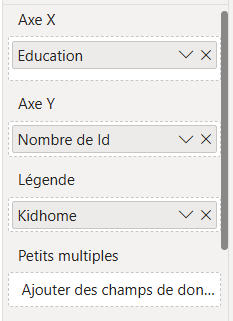 Axe X
Education
Axe Y
Nombre de Id
Légende
Kidhome
Petits multiples
Ajouter des champs de don...